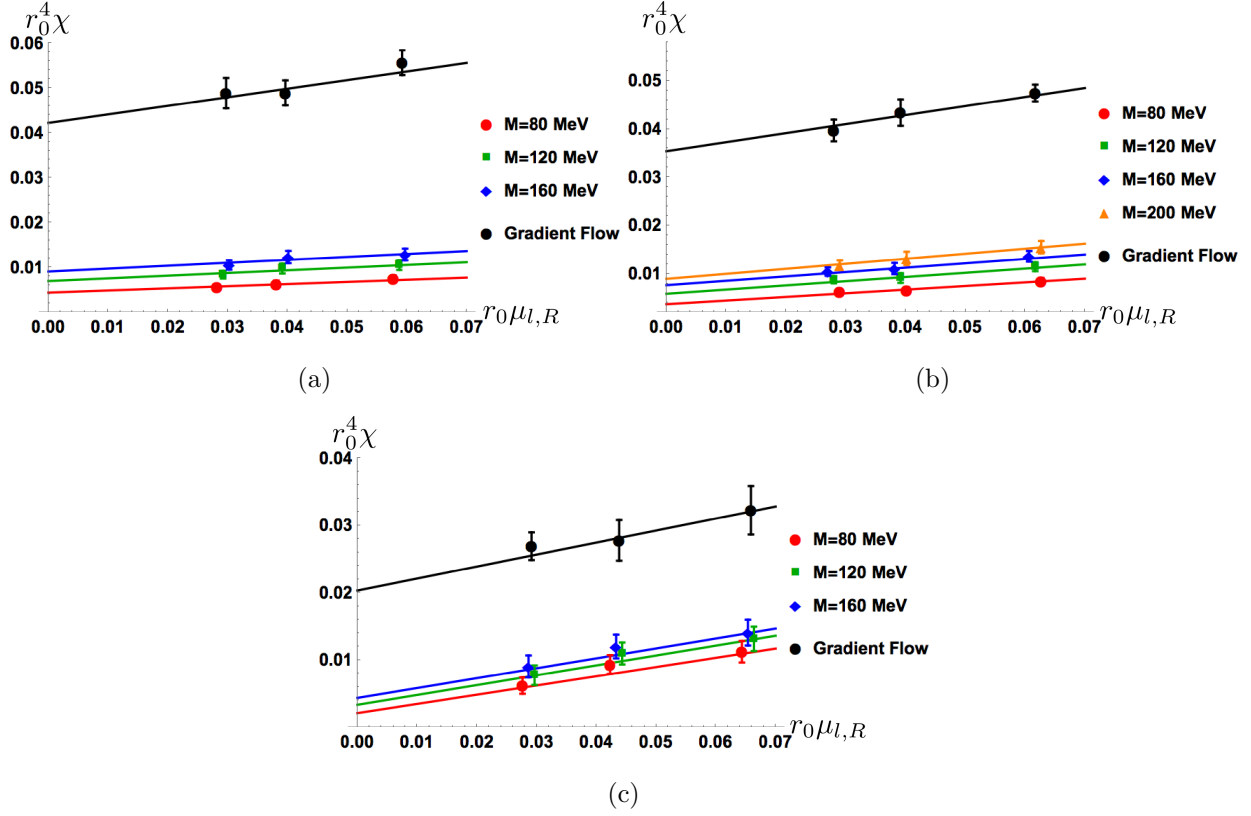 r_0^4 χ
0.06
0.05
0.04
0.03
0.02
0.01
0.00 0.01 0.02 0.03 0.04 0.05 0.06 0.07 r_0 μ_{l,R}
M=80 MeV
M=120 MeV
M=160 MeV
Gradient Flow
(a)
r_0^4 χ
0.05
0.04
0.03
0.02
0.01
0.00 0.01 0.02 0.03 0.04 0.05 0.06 0.07 r_0 μ_{l,R}
M=80 MeV
M=120 MeV
M=160 MeV
M=200 MeV
Gradient Flow
(b)
r_0^4 χ
0.04
0.03
0.02
0.01
0.00 0.01 0.02 0.03 0.04 0.05 0.06 0.07 r_0 μ_{l,R}
M=80 MeV
M=120 MeV
M=160 MeV
Gradient Flow
(c)